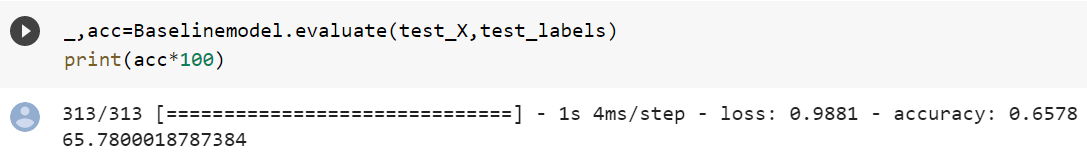 _,acc=Baselinemodel.evaluate(test_X,test_labels)
print(acc*100)
313/313 [==============================] - 1s 4ms/step - loss: 0.9881 - accuracy: 0.6578
65.7800018787384